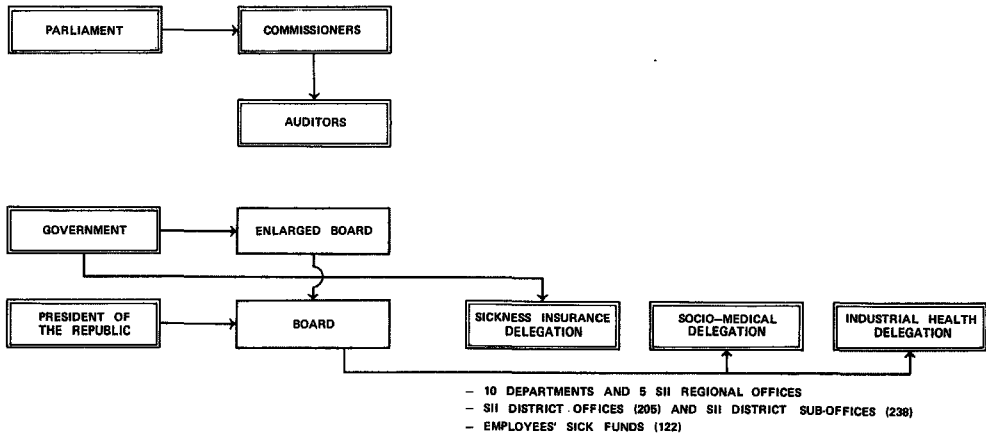 PARLIAMENT
COMMISSIONERS
AUDITORS
GOVERNMENT
ENLARGED BOARD
PRESIDENT OF
THE REPUBLIC
BOARD
SICKNESS INSURANCE
DELEGATION
SOCIO-MEDICAL
DELEGATION
INDUSTRIAL HEALTH
DELEGATION
- 10 DEPARTMENTS AND 5 SII REGIONAL OFFICES
- SII DISTRICT OFFICES (205) AND SII DISTRICT SUB-OFFICES (238)
- EMPLOYEES' SICK FUNDS (122)